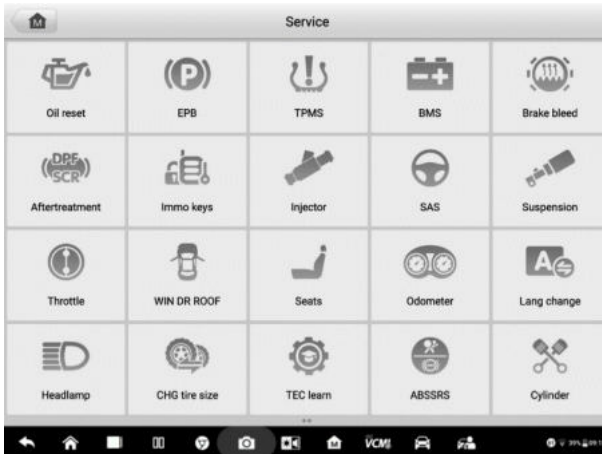 M
Service
Oil reset
EPB
TPMS
BMS
Brake bleed
DPF
SCR
Aftertreatment
Immo keys
Injector
SAS
Suspension
Throttle
WIN DR ROOF
Seats
Odometer
Lang change
Headlamp
CHG tire size
TEC learn
ABSSRS
Cylinder
VCMI
39%